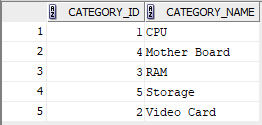 CATEGORY_ID CATEGORY_NAME
1 1 CPU
2 4 Mother Board
3 3 RAM
4 5 Storage
5 2 Video Card